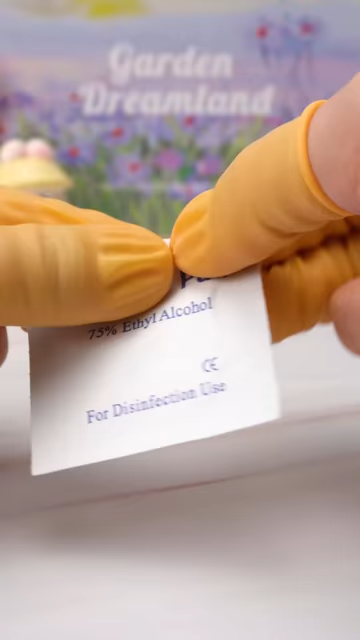 Garden
Dreamland
75% Ethyl Alcohol
CE
For Disinfection Use